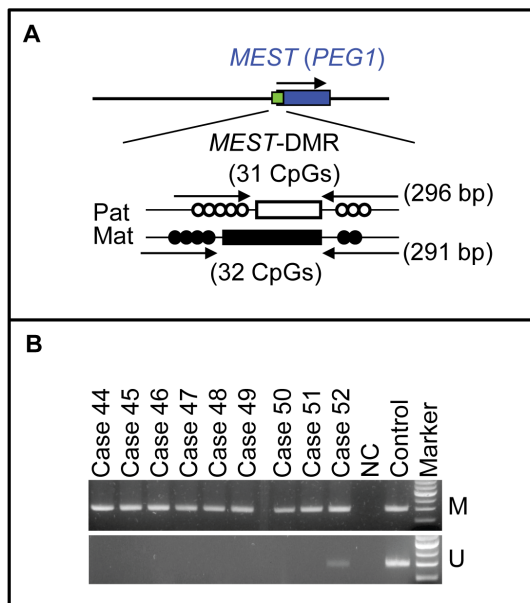 A
MEST (PEG1)
MEST-DMR
(31 CpGs)
(296 bp)
Pat
Mat
(291 bp)
(32 CpGs)
B
Case 44
Case 45
Case 46
Case 47
Case 48
Case 49
Case 50
Case 51
Case 52
NC
Control
Marker
M
U